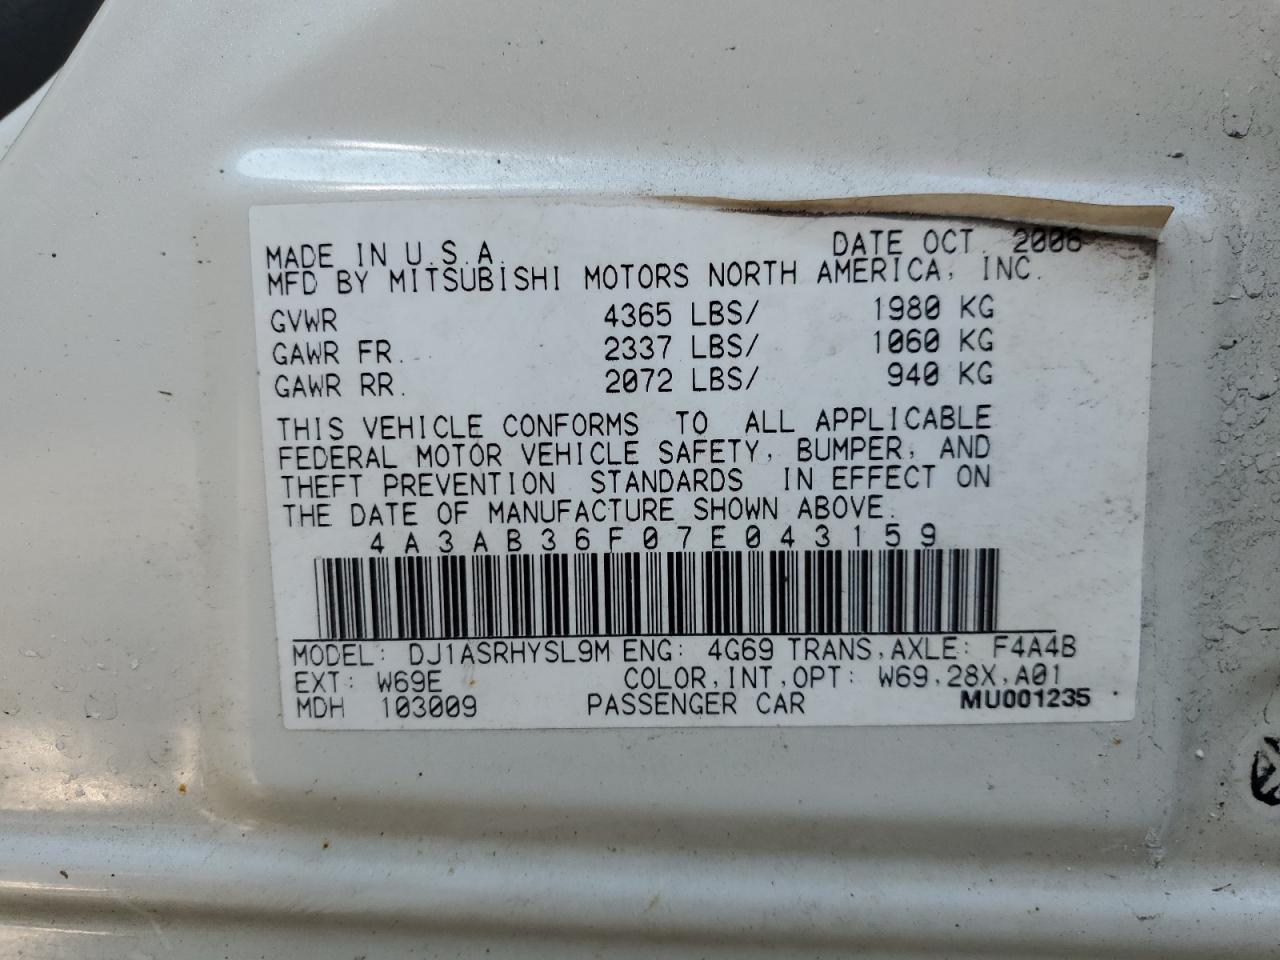 MADE IN U.S.A. DATE OCT. 2006
MFD BY MITSUBISHI MOTORS NORTH AMERICA, INC.
GVWR 4365 LBS/ 1980 KG
GAWR FR. 2337 LBS/ 1060 KG
GAWR RR. 2072 LBS/ 940 KG
THIS VEHICLE CONFORMS TO ALL APPLICABLE
FEDERAL MOTOR VEHICLE SAFETY, BUMPER, AND
THEFT PREVENTION STANDARDS IN EFFECT ON
THE DATE OF MANUFACTURE SHOWN ABOVE.
4A3AB36F07E043159
MODEL: DJ1ASRHYSL9M ENG: 4G69 TRANS,AXLE: F4A4B
EXT: W69E COLOR,INT,OPT: W69,28X,A01
MDH 103009 PASSENGER CAR MU001235